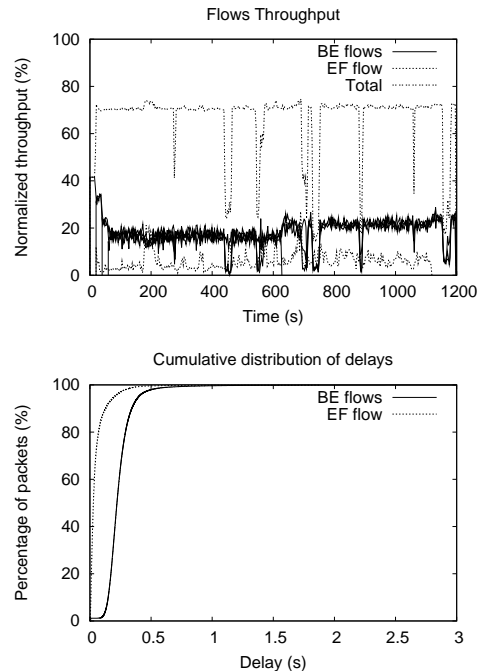 Flows Throughput
Normalized throughput (%)
100
80
60
40
20
0
BE flows
EF flow
Total
0 200 400 600 800 1000 1200
Time (s)
Cumulative distribution of delays
Percentage of packets (%)
100
80
60
40
20
0
BE flows
EF flow
0 0.5 1 1.5 2 2.5 3
Delay (s)